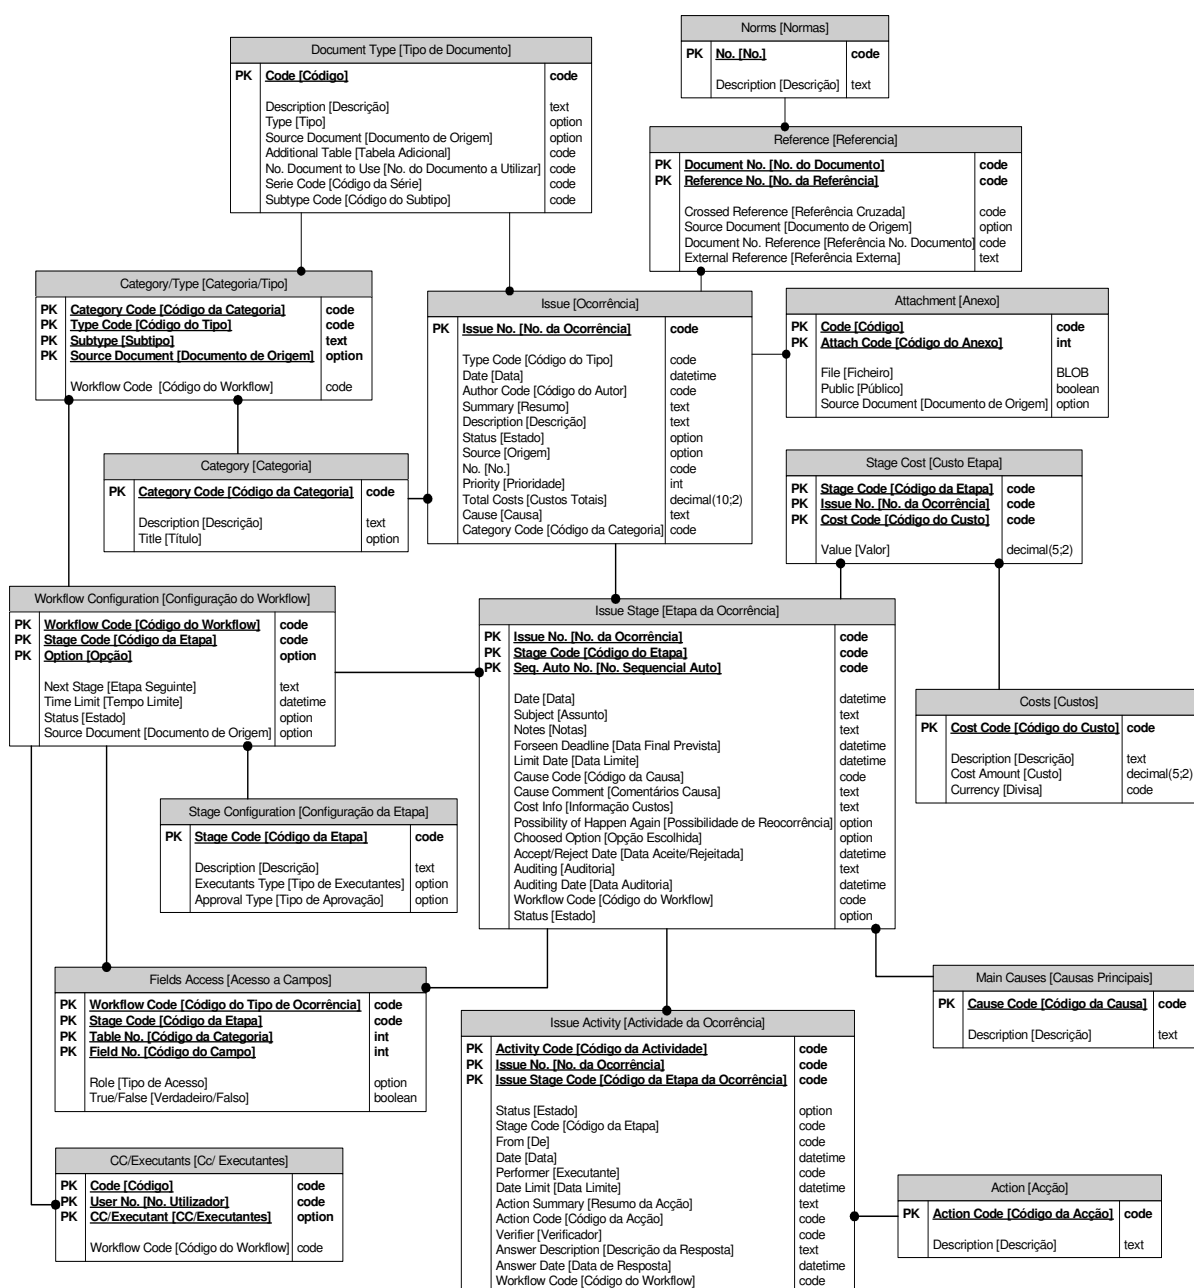 Norms [Normas]
PK No. [No.] code
Description [Descrição] text
Document Type [Tipo de Documento]
PK Code [Código] code
Description [Descrição] text
Type [Tipo] option
Source Document [Documento de Origem] option
Additional Table [Tabela Adicional] code
No. Document to Use [No. do Documento a Utilizar] code
Serie Code [Código da Série] code
Subtype Code [Código do Subtipo] code
Reference [Referencia]
PK Document No. [No. do Documento] code
PK Reference No. [No. da Referência] code
Crossed Reference [Referência Cruzada] code
Source Document [Documento de Origem] option
Document No. Reference [Referência No. Documento] code
External Reference [Referência Externa] text
Category/Type [Categoria/Tipo]
PK Category Code [Código da Categoria] code
PK Type Code [Código do Tipo] code
PK Subtype [Subtipo] text
PK Source Document [Documento de Origem] option
Workflow Code [Código do Workflow] code
Issue [Ocorrência]
PK Issue No. [No. da Ocorrência] code
Type Code [Código do Tipo] code
Date [Data] datetime
Author Code [Código do Autor] code
Summary [Resumo] text
Description [Descrição] text
Status [Estado] option
Source [Origem] option
No. [No.] code
Priority [Prioridade] int
Total Costs [Custos Totais] decimal(10;2)
Cause [Causa] text
Category Code [Código da Categoria] code
Attachment [Anexo]
PK Code [Código] code
PK Attach Code [Código do Anexo] int
File [Ficheiro] BLOB
Public [Público] boolean
Source Document [Documento de Origem] option
Category [Categoria]
PK Category Code [Código da Categoria] code
Description [Descrição] text
Title [Título] option
Stage Cost [Custo Etapa]
PK Stage Code [Código da Etapa] code
PK Issue No. [No. da Ocorrência] code
PK Cost Code [Código do Custo] code
Value [Valor] decimal(5;2)
Workflow Configuration [Configuração do Workflow]
PK Workflow Code [Código do Workflow] code
PK Stage Code [Código da Etapa] code
PK Option [Opção] option
Next Stage [Etapa Seguinte] text
Time Limit [Tempo Limite] datetime
Status [Estado] option
Source Document [Documento de Origem] option
Issue Stage [Etapa da Ocorrência]
PK Issue No. [No. da Ocorrência] code
PK Stage Code [Código do Etapa] code
PK Seq. Auto No. [No. Sequencial Auto] code
Date [Data] datetime
Subject [Assunto] text
Notes [Notas] text
Forseen Deadline [Data Final Prevista] datetime
Limit Date [Data Limite] datetime
Cause Code [Código da Causa] code
Cause Comment [Comentários Causa] text
Cost Info [Informação Custos] text
Possibility of Happen Again [Possibilidade de Reocorrência] option
Choosed Option [Opção Escolhida] option
Accept/Reject Date [Data Aceite/Rejeitada] datetime
Auditing [Auditoria] text
Auditing Date [Data Auditoria] datetime
Workflow Code [Código do Workflow] code
Status [Estado] option
Costs [Custos]
PK Cost Code [Código do Custo] code
Description [Descrição] text
Cost Amount [Custo] decimal(5;2)
Currency [Divisa] code
Stage Configuration [Configuração da Etapa]
PK Stage Code [Código da Etapa] code
Description [Descrição] text
Executants Type [Tipo de Executantes] option
Approval Type [Tipo de Aprovação] option
Fields Access [Acesso a Campos]
PK Workflow Code [Código do Tipo de Ocorrência] code
PK Stage Code [Código da Etapa] code
PK Table No. [Código da Categoria] int
PK Field No. [Código do Campo] int
Role [Tipo de Acesso] option
True/False [Verdadeiro/Falso] boolean
Main Causes [Causas Principais]
PK Cause Code [Código da Causa] code
Description [Descrição] text
Issue Activity [Actividade da Ocorrência]
PK Activity Code [Código da Actividade] code
PK Issue No. [No. da Ocorrência] code
PK Issue Stage Code [Código da Etapa da Ocorrência] code
Status [Estado] option
Stage Code [Código da Etapa] code
From [De] code
Date [Data] datetime
Performer [Executante] code
Date Limit [Data Limite] datetime
Action Summary [Resumo da Acção] text
Action Code [Código da Acção] code
Verifier [Verificador] code
Answer Description [Descrição da Resposta] text
Answer Date [Data de Resposta] datetime
Workflow Code [Código do Workflow] code
CC/Executants [Cc/ Executantes]
PK Code [Código] code
PK User No. [No. Utilizador] code
PK CC/Executant [CC/Executantes] option
Workflow Code [Código do Workflow] code
Action [Acção]
PK Action Code [Código da Acção] code
Description [Descrição] text